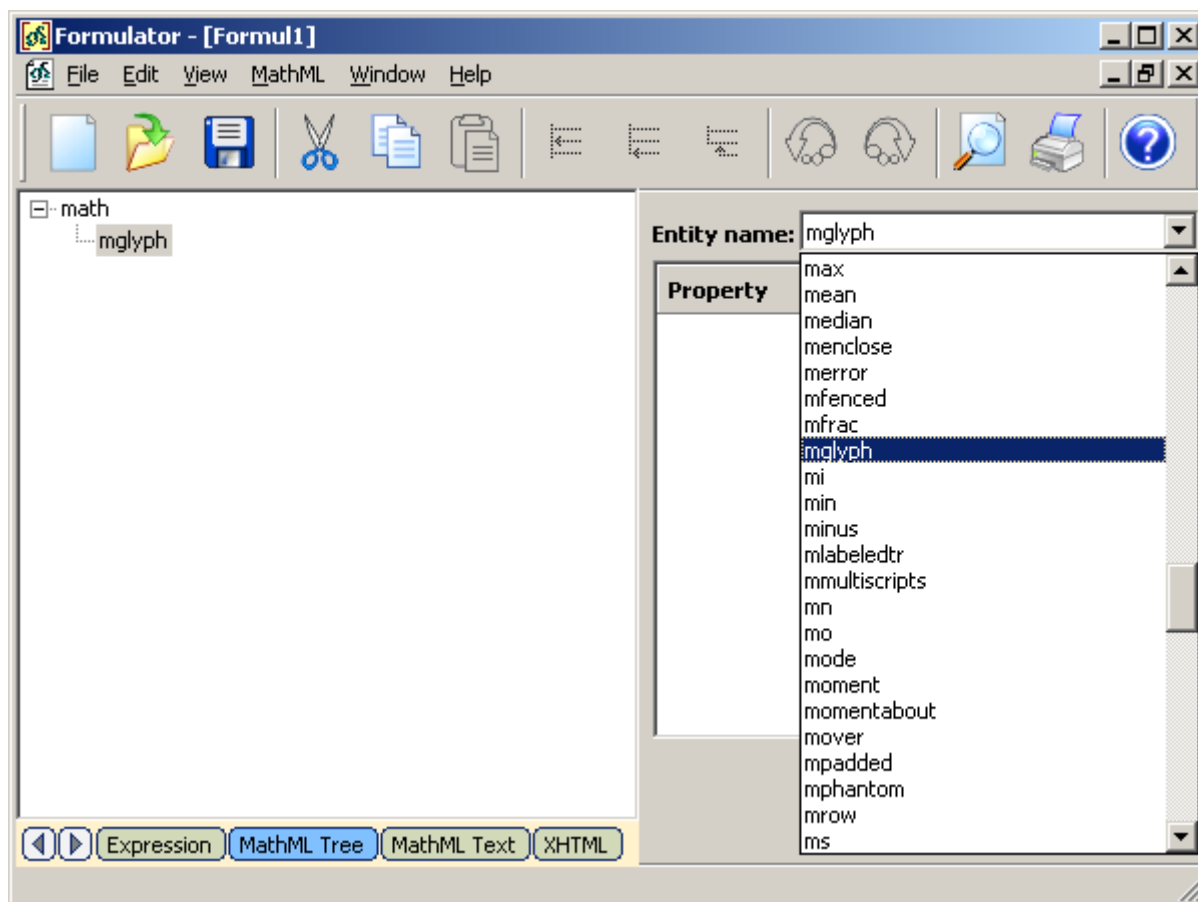 Formulator - [Formul1]
File Edit View MathML Window Help
math
mglyph
Entity name: mglyph
Property
max
mean
median
menclose
merror
mfenced
mfrac
mglyph
mi
min
minus
mlabeledtr
mmultiscripts
mn
mo
mode
moment
momentabout
mover
mpadded
mphantom
mrow
ms
Expression MathML Tree MathML Text XHTML